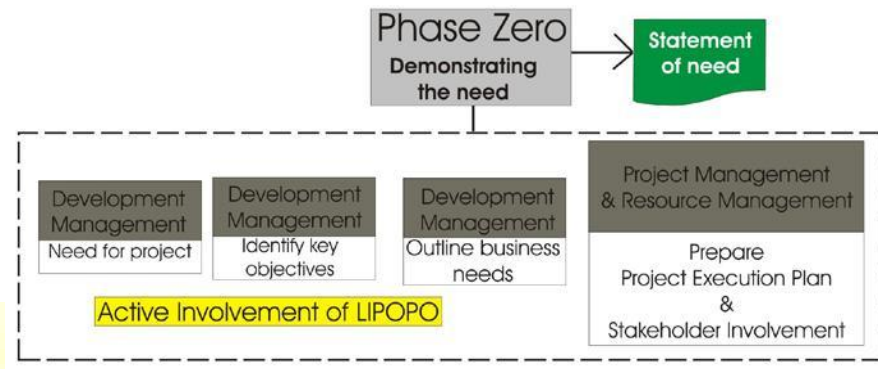 Phase Zero
Demonstrating
the need
Statement
of need
Development
Management
Need for project
Development
Management
Identify key
objectives
Development
Management
Outline business
needs
Project Management
& Resource Management
Prepare
Project Execution Plan
&
Stakeholder Involvement
Active Involvement of LIPOPO